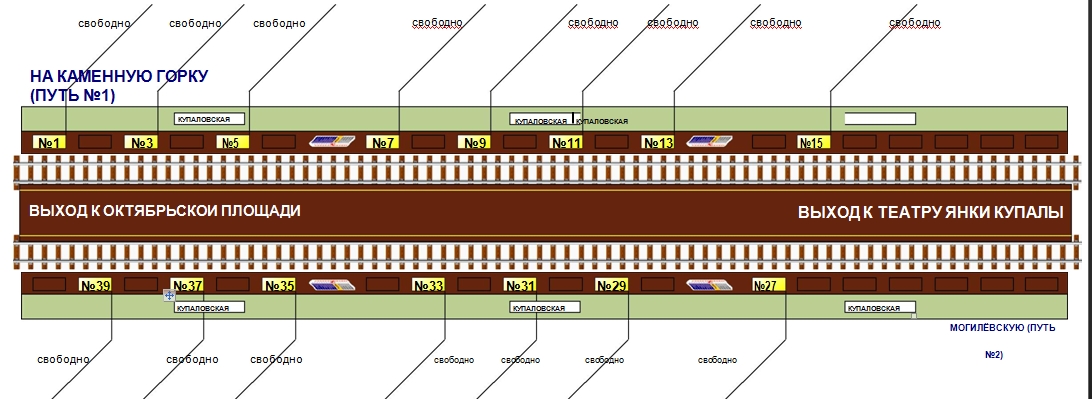 свободно свободно свободно свободно свободно свободно свободно свободно
НА КАМЕННУЮ ГОРКУ
(ПУТЬ №1)
КУПАЛОВСКАЯ КУПАЛОВСКАЯ КУПАЛОВСКАЯ
№1 №3 №5 №7 №9 №11 №13 №15
ВЫХОД К ОКТЯБРЬСКОЙ ПЛОЩАДИ ВЫХОД К ТЕАТРУ ЯНКИ КУПАЛЫ
№39 №37 №35 №33 №31 №29 №27
КУПАЛОВСКАЯ КУПАЛОВСКАЯ КУПАЛОВСКАЯ
МОГИЛЁВСКУЮ (ПУТЬ
№2)
свободно свободно свободно свободно свободно свободно свободно